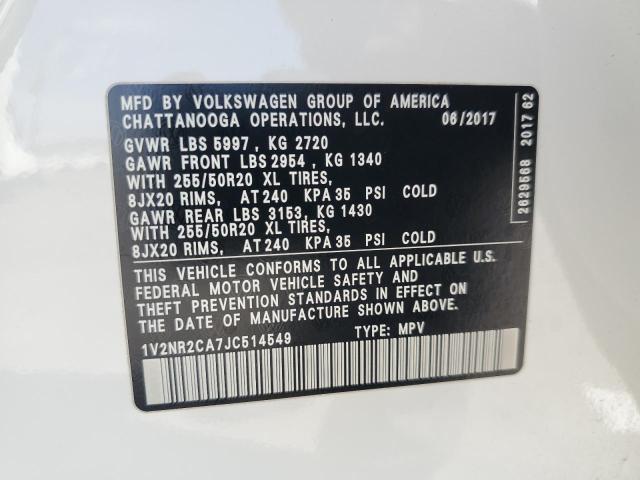 MFD BY VOLKSWAGEN GROUP OF AMERICA
CHATTANOOGA OPERATIONS, LLC. 06/2017
GVWR LBS 5997 , KG 2720
GAWR FRONT LBS 2954 , KG 1340
WITH 255/50R20 XL TIRES,
8JX20 RIMS, AT 240 KPA 35 PSI COLD
GAWR REAR LBS 3153, KG 1430
WITH 255/50R20 XL TIRES,
8JX20 RIMS, AT 240 KPA 35 PSI COLD
THIS VEHICLE CONFORMS TO ALL APPLICABLE U.S.
FEDERAL MOTOR VEHICLE SAFETY AND
THEFT PREVENTION STANDARDS IN EFFECT ON
THE DATE OF MANUFACTURE SHOWN ABOVE.
1V2NR2CA7JC514549 TYPE: MPV
2629568 2017 62